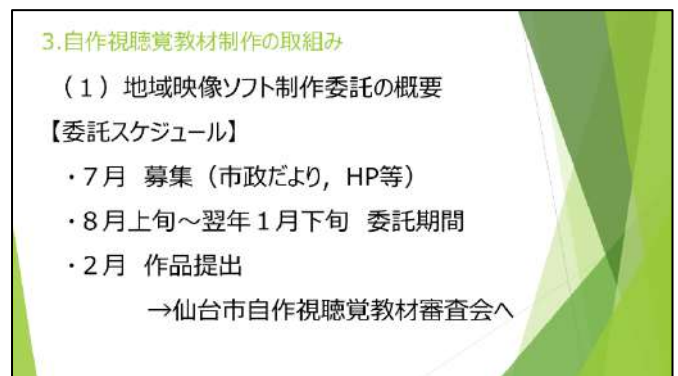 3.自作視聴覚教材制作の取組み
（１）地域映像ソフト制作委託の概要
【委託スケジュール】
・７月 募集（市政だより，HP等）
・８月上旬～翌年１月下旬 委託期間
・２月 作品提出
→仙台市自作視聴覚教材審査会へ